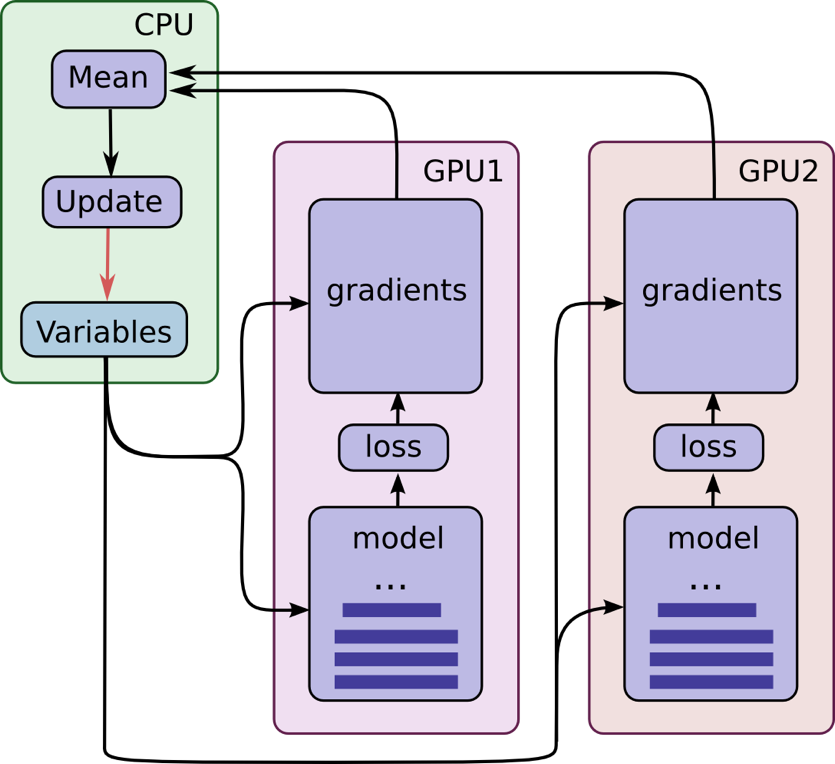 CPU
Mean
Update
Variables
GPU1
gradients
loss
model
...
GPU2
gradients
loss
model
...